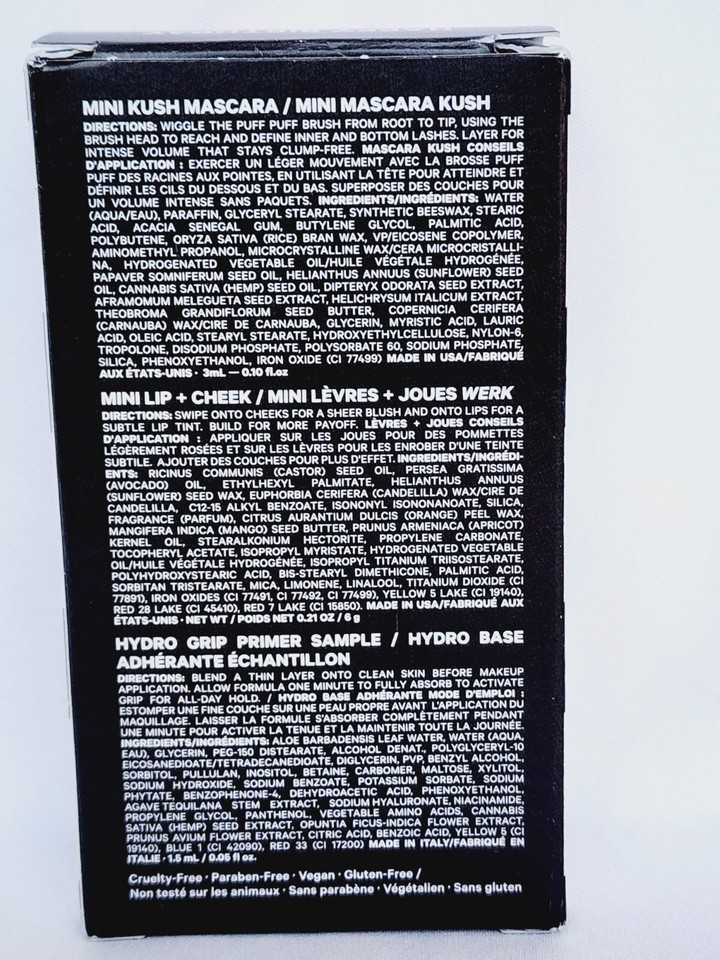 MINI KUSH MASCARA / MINI MASCARA KUSH
DIRECTIONS: WIGGLE THE PUFF PUFF BRUSH FROM ROOT TO TIP, USING THE
BRUSH HEAD TO REACH AND DEFINE INNER AND BOTTOM LASHES. LAYER FOR
INTENSE VOLUME THAT STAYS CLUMP-FREE. MASCARA KUSH CONSEILS
D'APPLICATION : EXERCER UN LÉGER MOUVEMENT AVEC LA BROSSE PUFF
PUFF DES RACINES AUX POINTES, EN UTILISANT LA TÊTE POUR ATTEINDRE ET
DÉFINIR LES CILS DU DESSOUS ET DU BAS. SUPERPOSER DES COUCHES POUR
UN VOLUME INTENSE SANS PAQUETS. INGREDIENTS/INGRÉDIENTS: WATER
(AQUA/EAU), PARAFFIN, GLYCERYL STEARATE, SYNTHETIC BEESWAX, STEARIC
ACID, ACACIA SENEGAL GUM, BUTYLENE GLYCOL, PALMITIC ACID,
POLYBUTENE, ORYZA SATIVA (RICE) BRAN WAX, VP/EICOSENE COPOLYMER,
AMINOMETHYL PROPANOL, MICROCRYSTALLINE WAX/CERA MICROCRISTALLI-
NA, HYDROGENATED VEGETABLE OIL/HUILE VÉGÉTALE HYDROGÉNÉE,
PAPAVER SOMNIFERUM SEED OIL, HELIANTHUS ANNUUS (SUNFLOWER) SEED
OIL, CANNABIS SATIVA (HEMP) SEED OIL, DIPTERYX ODORATA SEED EXTRACT,
AFRAMOMUM MELEGUETA SEED EXTRACT, HELICHRYSUM ITALICUM EXTRACT,
THEOBROMA GRANDIFLORUM SEED BUTTER, COPERNICIA CERIFERA
(CARNAUBA) WAX/CIRE DE CARNAUBA, GLYCERIN, MYRISTIC ACID, LAURIC
ACID, OLEIC ACID, STEARYL STEARATE, HYDROXYETHYLCELLULOSE, NYLON-6,
TROPOLONE, DISODIUM PHOSPHATE, POLYSORBATE 60, SODIUM PHOSPHATE,
SILICA, PHENOXYETHANOL, IRON OXIDE (CI 77499) MADE IN USA/FABRIQUÉ
AUX ÉTATS-UNIS · 3mL — 0.10 fl.oz
MINI LIP + CHEEK / MINI LÈVRES + JOUES WERK
DIRECTIONS: SWIPE ONTO CHEEKS FOR A SHEER BLUSH AND ONTO LIPS FOR A
SUBTLE LIP TINT. BUILD FOR MORE PAYOFF. LÈVRES + JOUES CONSEILS
D'APPLICATION : APPLIQUER SUR LES JOUES POUR DES POMMETTES
LÉGÈREMENT ROSÉES ET SUR LES LÈVRES POUR LES ENROBER D'UNE TEINTE
SUBTILE. AJOUTER DES COUCHES POUR PLUS D'EFFET. INGREDIENTS/INGRÉDI-
ENTS: RICINUS COMMUNIS (CASTOR) SEED OIL, PERSEA GRATISSIMA
(AVOCADO) OIL, ETHYLHEXYL PALMITATE, HELIANTHUS ANNUUS
(SUNFLOWER) SEED WAX, EUPHORBIA CERIFERA (CANDELILLA) WAX/CIRE DE
CANDELILLA, C12-15 ALKYL BENZOATE, ISONONYL ISONONANOATE, SILICA,
FRAGRANCE (PARFUM), CITRUS AURANTIUM DULCIS (ORANGE) PEEL WAX,
MANGIFERA INDICA (MANGO) SEED BUTTER, PRUNUS ARMENIACA (APRICOT)
KERNEL OIL, STEARALKONIUM HECTORITE, PROPYLENE CARBONATE,
TOCOPHERYL ACETATE, ISOPROPYL MYRISTATE, HYDROGENATED VEGETABLE
OIL/HUILE VÉGÉTALE HYDROGÉNÉE, ISOPROPYL TITANIUM TRIISOSTEARATE,
POLYHYDROXYSTEARIC ACID, BIS-STEARYL DIMETHICONE, PALMITIC ACID,
SORBITAN TRISTEARATE, MICA, LIMONENE, LINALOOL, TITANIUM DIOXIDE (CI
77891), IRON OXIDES (CI 77491, CI 77492, CI 77499), YELLOW 5 LAKE (CI 19140),
RED 28 LAKE (CI 45410), RED 7 LAKE (CI 15850). MADE IN USA/FABRIQUÉ AUX
ÉTATS-UNIS · NET WT / POIDS NET 0.21 OZ / 6 g
HYDRO GRIP PRIMER SAMPLE / HYDRO BASE
ADHÉRANTE ÉCHANTILLON
DIRECTIONS: BLEND A THIN LAYER ONTO CLEAN SKIN BEFORE MAKEUP
APPLICATION. ALLOW FORMULA ONE MINUTE TO FULLY ABSORB TO ACTIVATE
GRIP FOR ALL-DAY HOLD. / HYDRO BASE ADHÉRANTE MODE D'EMPLOI :
ESTOMPER UNE FINE COUCHE SUR UNE PEAU PROPRE AVANT L'APPLICATION DU
MAQUILLAGE. LAISSER LA FORMULE S'ABSORBER COMPLÈTEMENT PENDANT
UNE MINUTE POUR ACTIVER LA TENUE ET LA MAINTENIR TOUTE LA JOURNÉE.
INGREDIENTS/INGRÉDIENTS: ALOE BARBADENSIS LEAF WATER, WATER (AQUA,
EAU), GLYCERIN, PEG-150 DISTEARATE, ALCOHOL DENAT., POLYGLYCERYL-10
EICOSANEDIOATE/TETRADECANEDIOATE, DIGLYCERIN, PVP, BENZYL ALCOHOL,
SORBITOL, PULLULAN, INOSITOL, BETAINE, CARBOMER, MALTOSE, XYLITOL,
SODIUM HYDROXIDE, SODIUM BENZOATE, POTASSIUM SORBATE, SODIUM
PHYTATE, BENZOPHENONE-4, DEHYDROACETIC ACID, PHENOXYETHANOL,
AGAVE TEQUILANA STEM EXTRACT, SODIUM HYALURONATE, NIACINAMIDE,
PROPYLENE GLYCOL, PANTHENOL, VEGETABLE AMINO ACIDS, CANNABIS
SATIVA (HEMP) SEED EXTRACT, OPUNTIA FICUS-INDICA FLOWER EXTRACT,
PRUNUS AVIUM FLOWER EXTRACT, CITRIC ACID, BENZOIC ACID, YELLOW 5 (CI
19140), BLUE 1 (CI 42090), RED 33 (CI 17200) MADE IN ITALY/FABRIQUÉ EN
ITALIE · 1.5 mL / 0.05 fl oz.
Cruelty-Free · Paraben-Free · Vegan · Gluten-Free /
Non testé sur les animaux · Sans parabène · Végétalien · Sans gluten